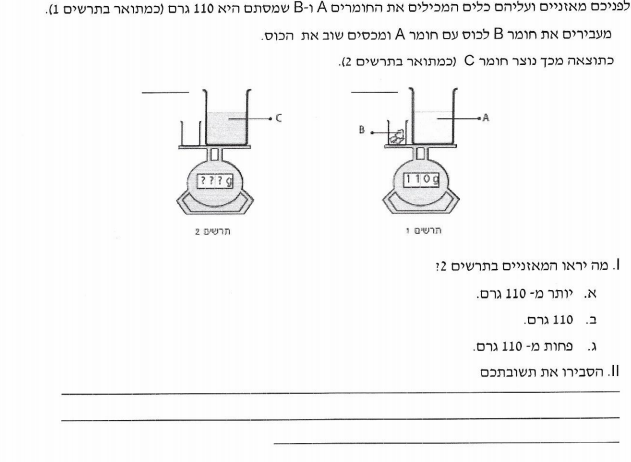 לפניכם מאזניים ועליהם כלים המכילים את החומרים A ו-B שמסתם היא 110 גרם (כמתואר בתרשים 1).
מעבירים את חומר B לכוס עם חומר A ומכסים שוב את הכוס.
כתוצאה מכך נוצר חומר C (כמתואר בתרשים 2).
C
A
B
???g
110g
תרשים 2
תרשים 1
I. מה יראו המאזניים בתרשים 2?
א. יותר מ- 110 גרם.
ב. 110 גרם.
ג. פחות מ- 110 גרם.
II. הסבירו את תשובתכם